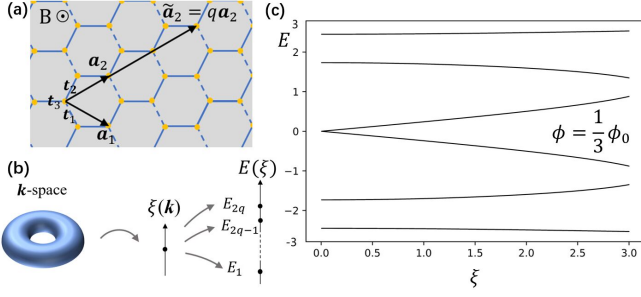 (a)
B ⊙
ã₂ = qa₂
a₂
t₂
t₃
t₁
a₁
(b)
k-space
ξ(k)
E(ξ)
E₂q
E₂q₋₁
E₁
(c)
E
3
2
1
0
−1
−2
-3
ϕ = 1/3 ϕ₀
0.0 0.5 1.0 1.5 2.0 2.5 3.0
ξ